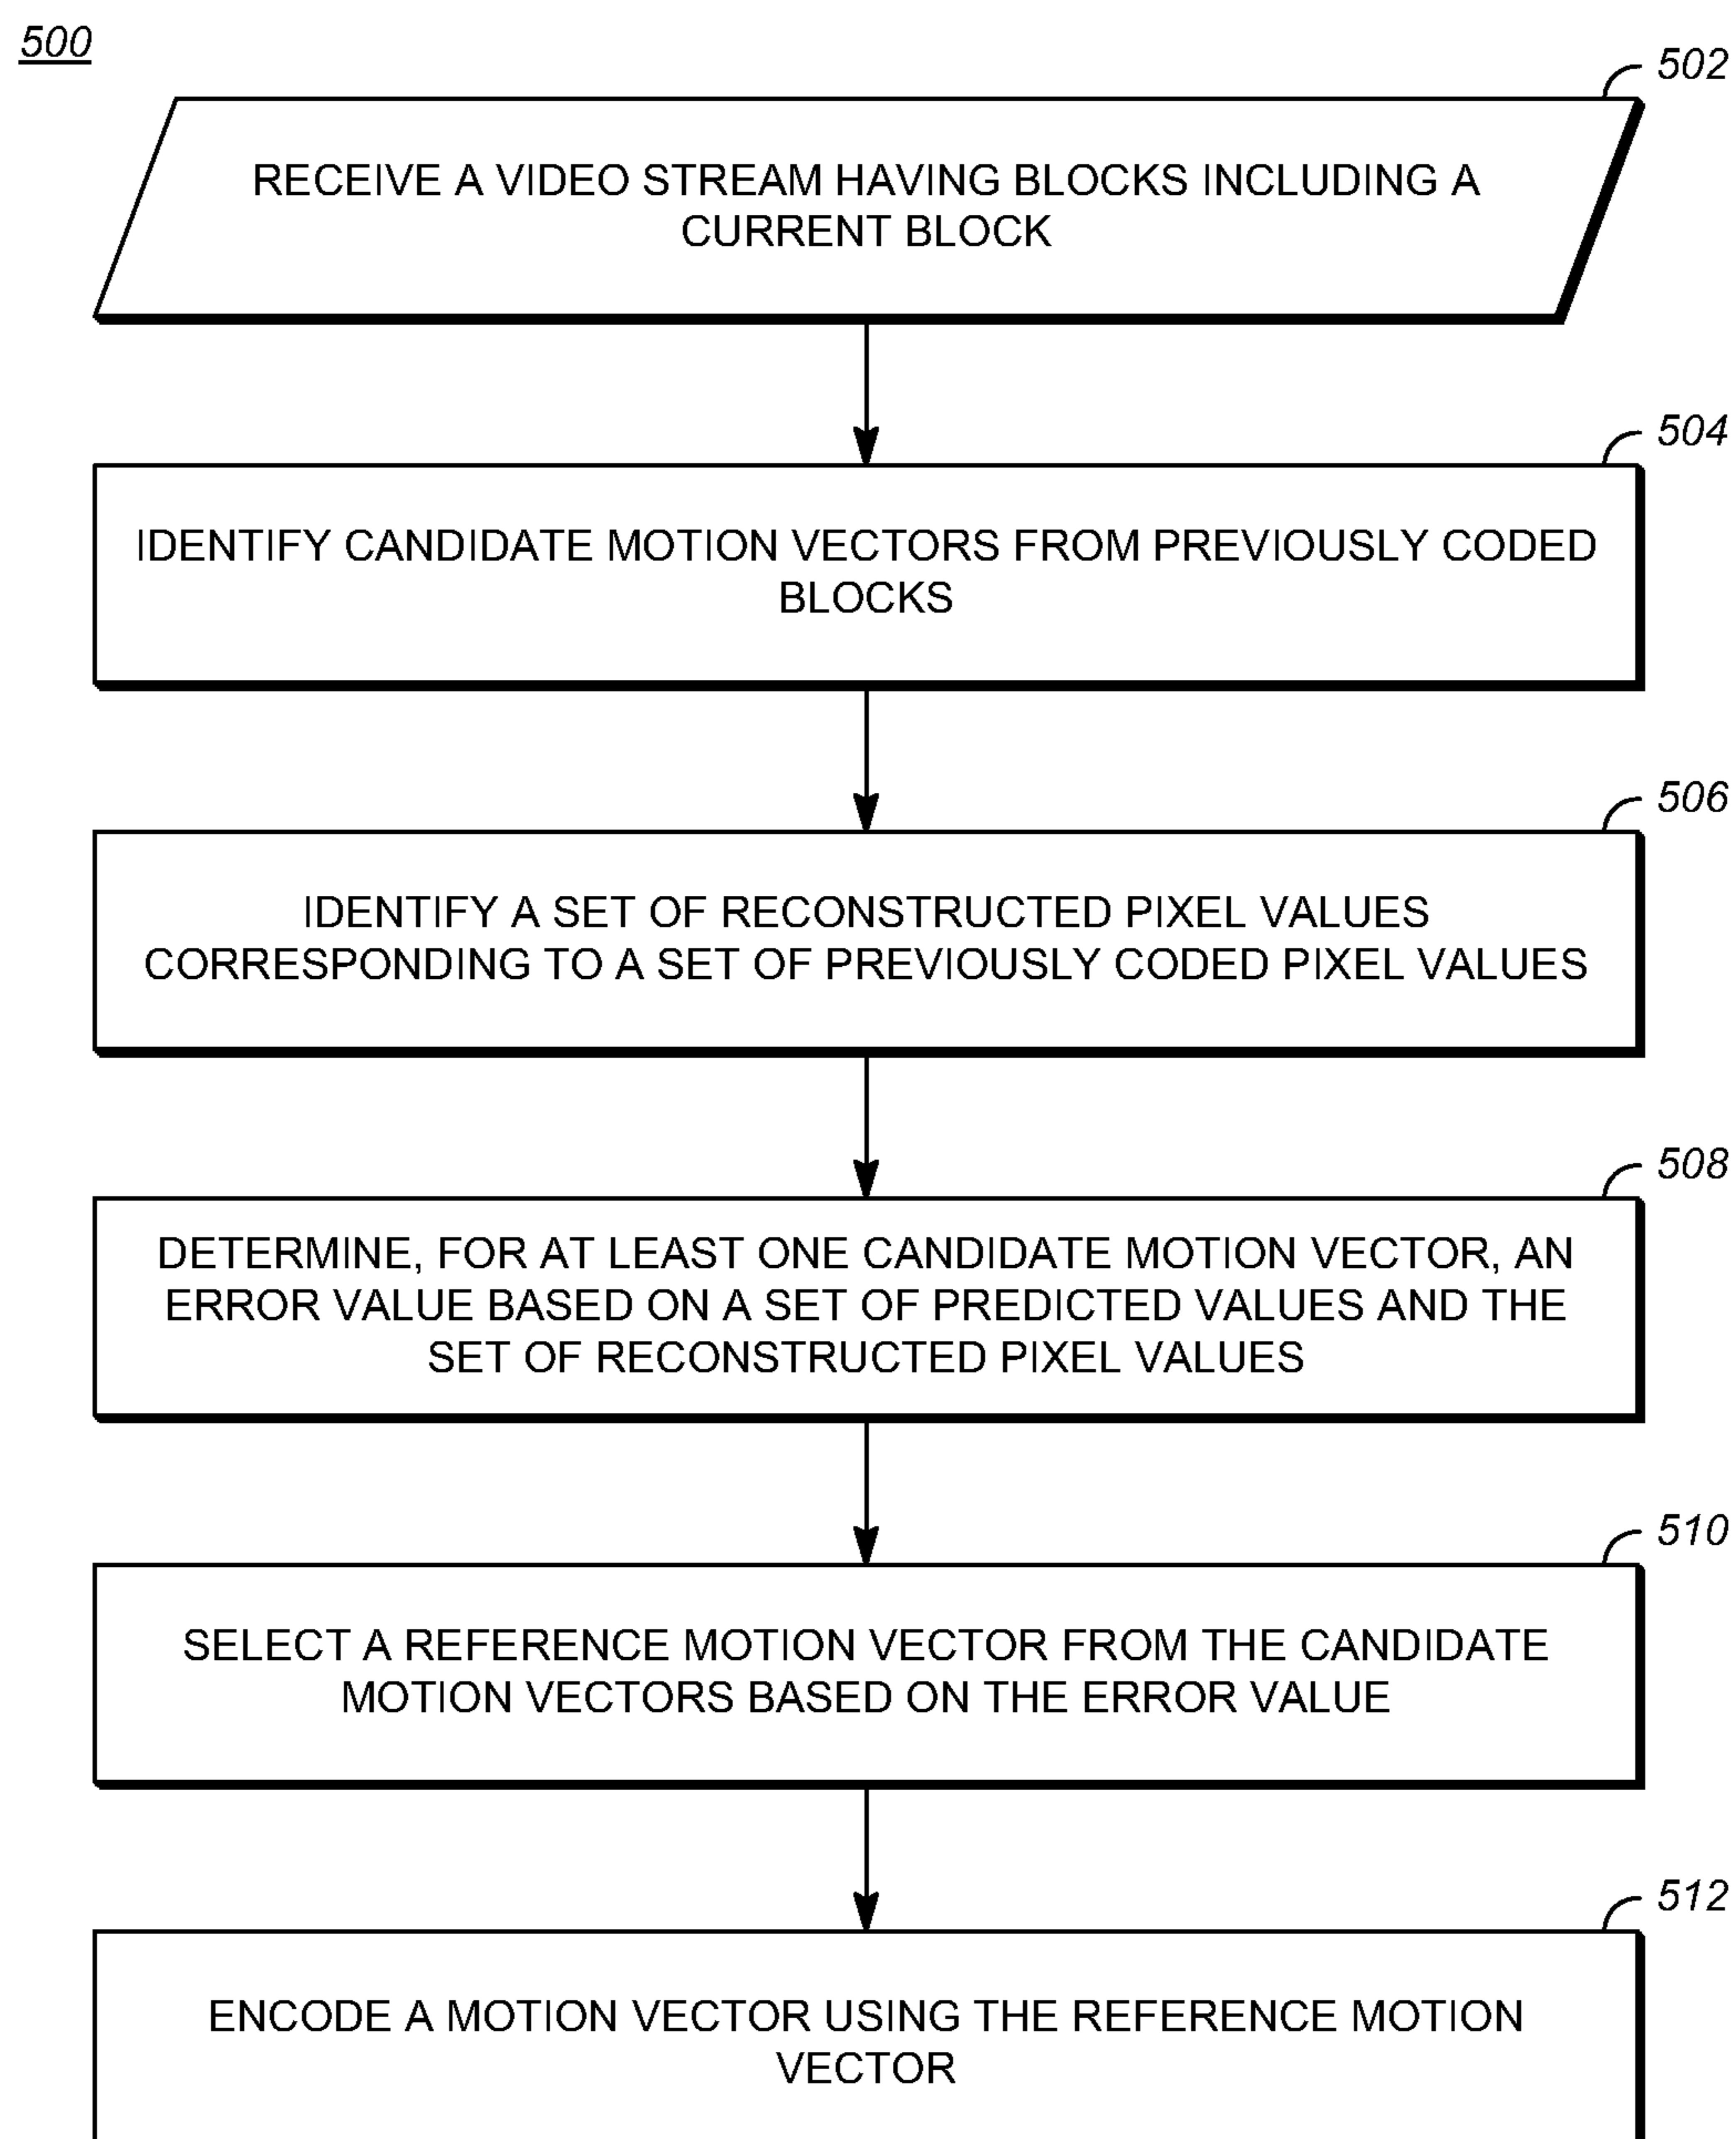 500
502
RECEIVE A VIDEO STREAM HAVING BLOCKS INCLUDING A
CURRENT BLOCK
504
IDENTIFY CANDIDATE MOTION VECTORS FROM PREVIOUSLY CODED
BLOCKS
506
IDENTIFY A SET OF RECONSTRUCTED PIXEL VALUES
CORRESPONDING TO A SET OF PREVIOUSLY CODED PIXEL VALUES
508
DETERMINE, FOR AT LEAST ONE CANDIDATE MOTION VECTOR, AN
ERROR VALUE BASED ON A SET OF PREDICTED VALUES AND THE
SET OF RECONSTRUCTED PIXEL VALUES
510
SELECT A REFERENCE MOTION VECTOR FROM THE CANDIDATE
MOTION VECTORS BASED ON THE ERROR VALUE
512
ENCODE A MOTION VECTOR USING THE REFERENCE MOTION
VECTOR